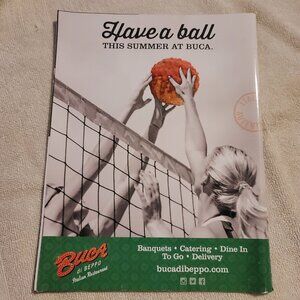 Have a ball
THIS SUMMER AT BUCA.
BUCA
DI BEPPO
Italian Restaurant
Banquets • Catering • Dine In
To Go • Delivery
bucadibeppo.com